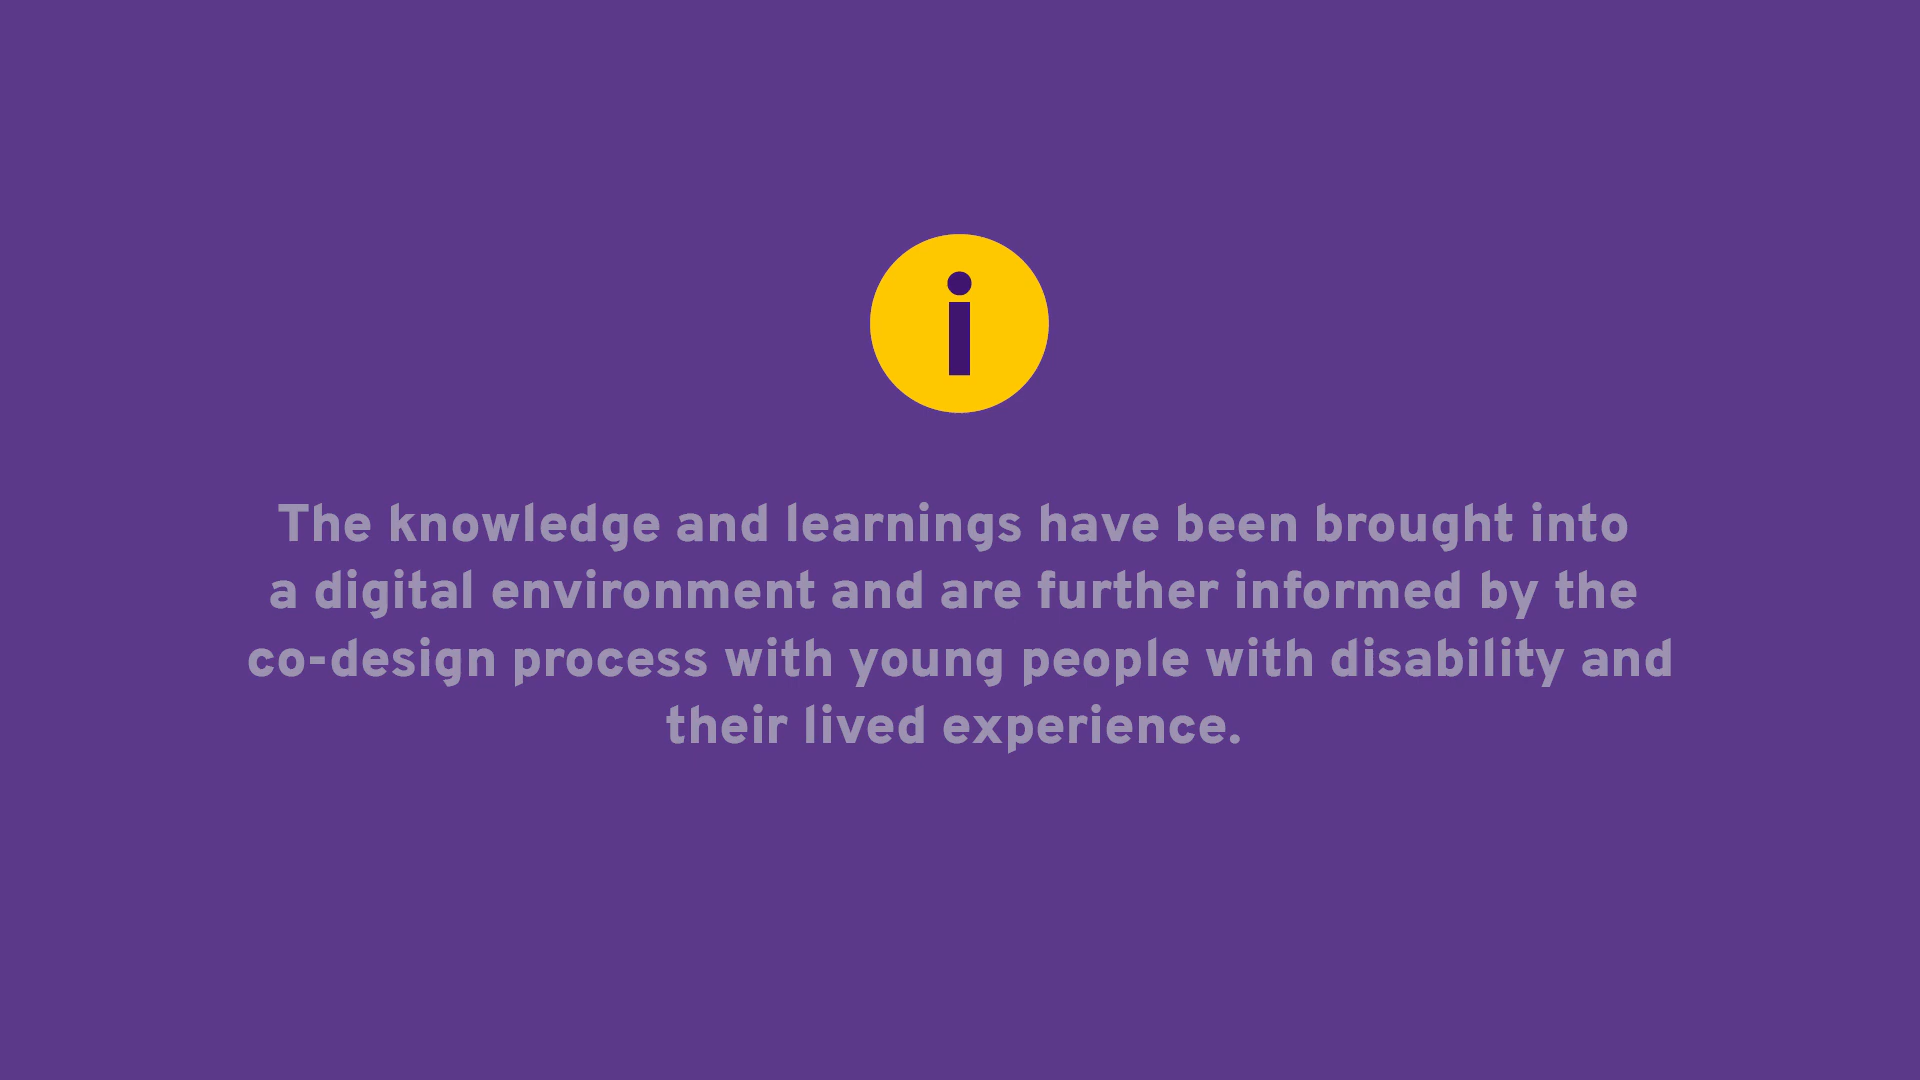 i
The knowledge and learnings have been brought into
a digital environment and are further informed by the
co-design process with young people with disability and
their lived experience.